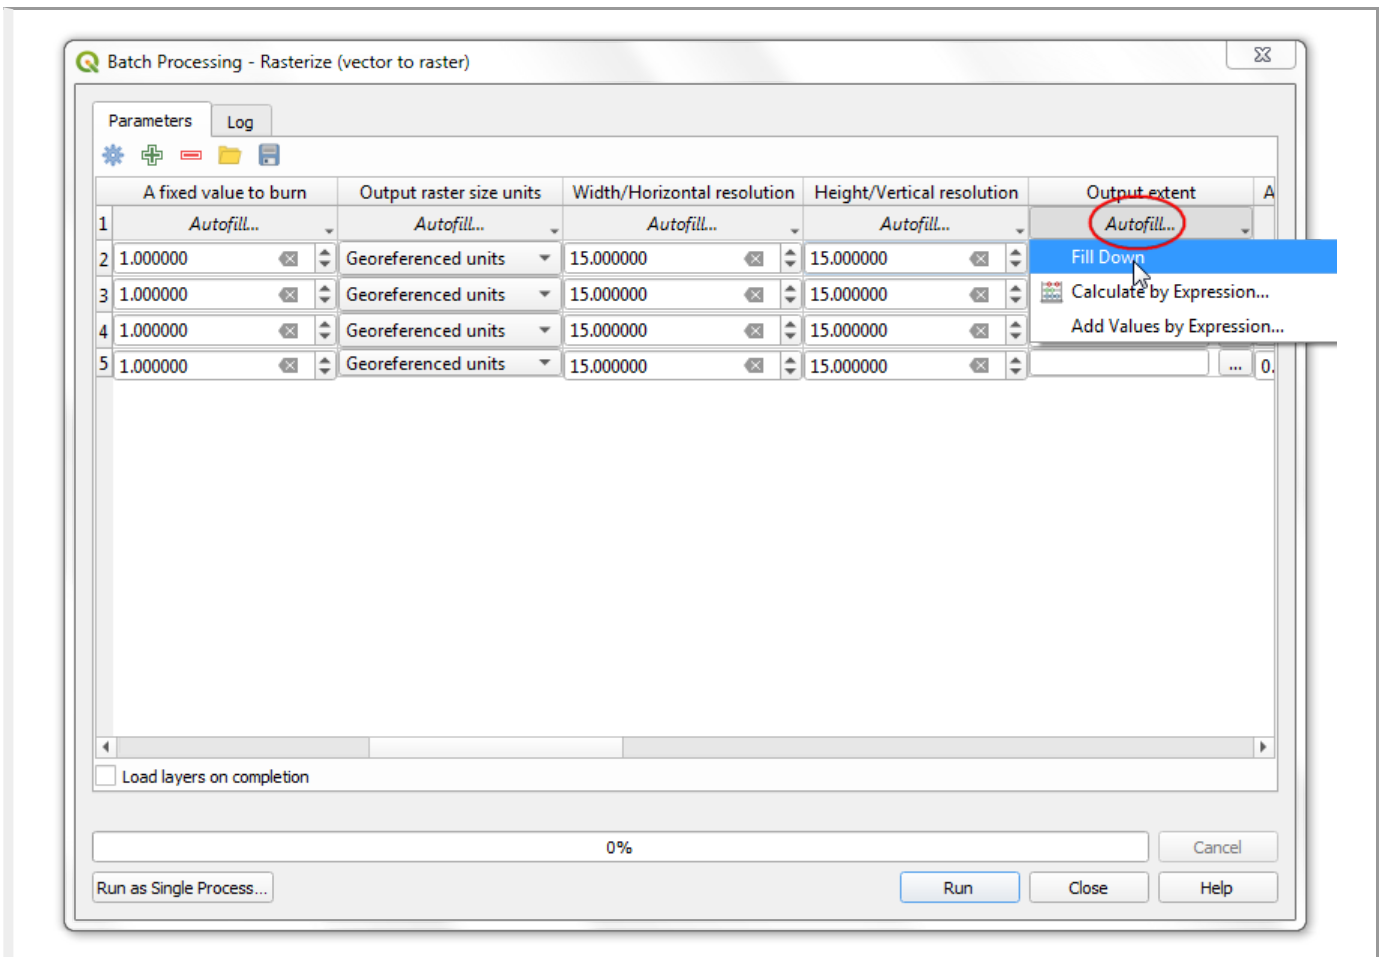 Batch Processing - Rasterize (vector to raster)
Parameters Log
A fixed value to burn Output raster size units Width/Horizontal resolution Height/Vertical resolution Output extent A
1 Autofill... Autofill... Autofill... Autofill... Autofill...
2 1.000000 Georeferenced units 15.000000 15.000000 Fill Down
3 1.000000 Georeferenced units 15.000000 15.000000 Calculate by Expression...
4 1.000000 Georeferenced units 15.000000 15.000000 Add Values by Expression...
5 1.000000 Georeferenced units 15.000000 15.000000 ... 0.
Load layers on completion
0% Cancel
Run as Single Process... Run Close Help